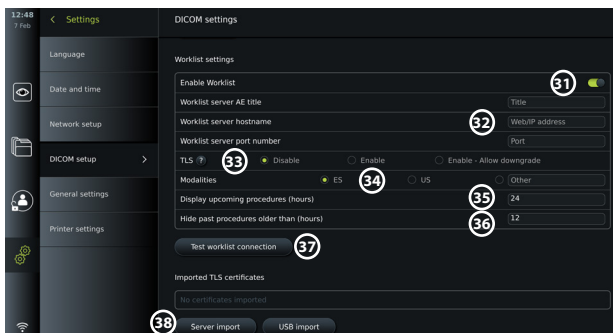 12:48
7 Feb
Settings
DICOM settings
Language
Date and time
Network setup
DICOM setup
General settings
Printer settings
Worklist settings
Enable Worklist 31
Worklist server AE title Title
Worklist server hostname 32 Web/IP address
Worklist server port number Port
TLS ? 33 Disable Enable Enable - Allow downgrade
Modalities ES 34 US Other
Display upcoming procedures (hours) 35 24
Hide past procedures older than (hours) 36 12
Test worklist connection 37
Imported TLS certificates
No certificates imported
38 Server import USB import